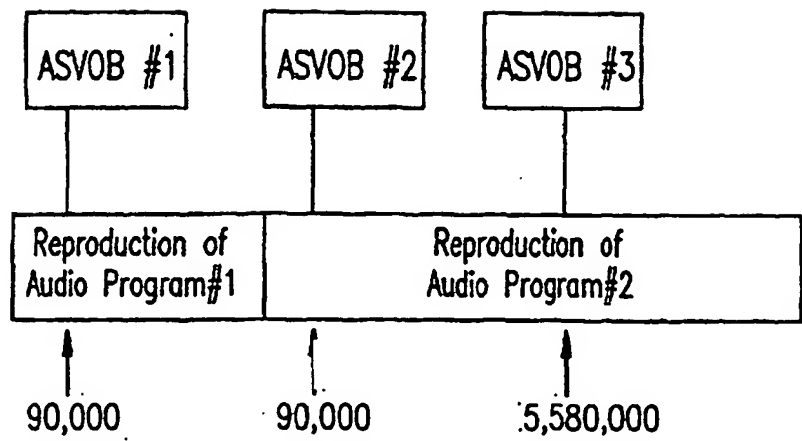 ASVOB #1
ASVOB #2
ASVOB #3
Reproduction of
Audio Program#1
Reproduction of
Audio Program#2
90,000
90,000
5,580,000